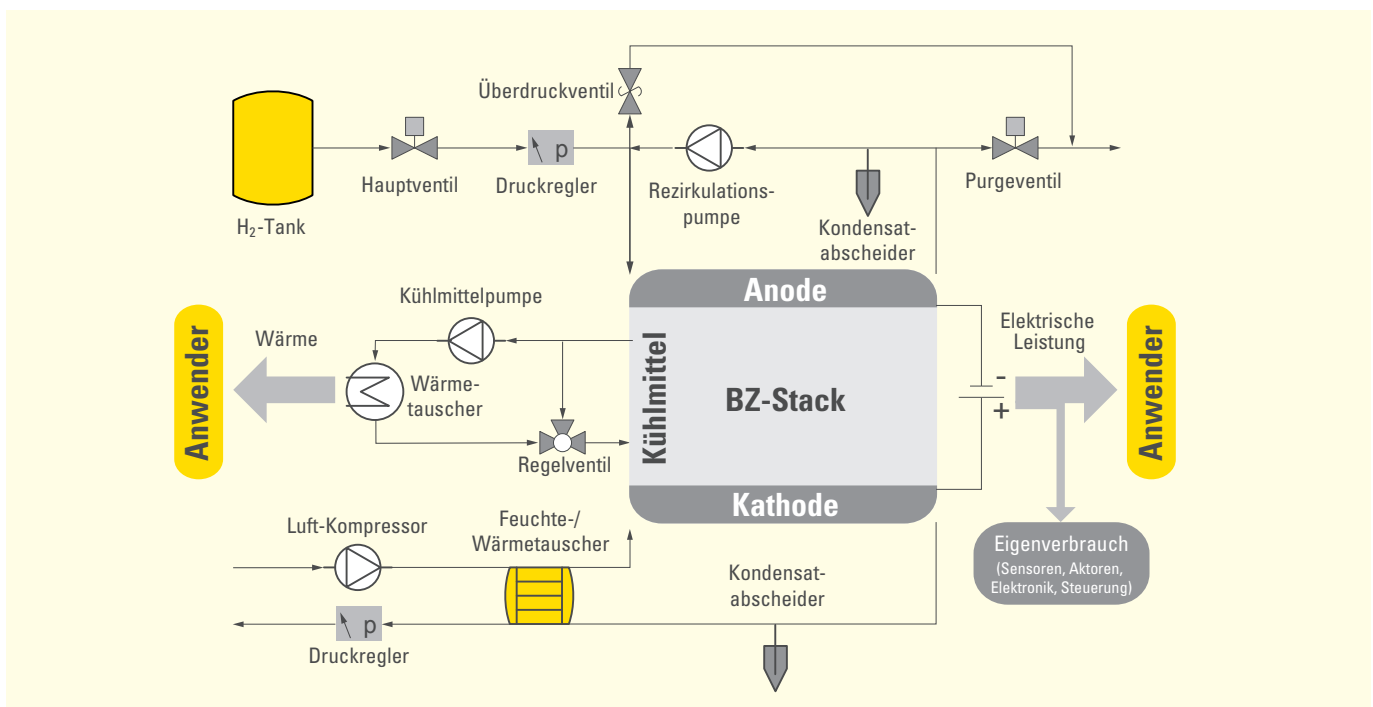 Überdruckventil
p
Hauptventil
Druckregler
Rezirkulations-
pumpe
Purgeventil
H₂-Tank
Kondensat-
abscheider
Anode
Kühlmittelpumpe
Anwender
Wärme
Wärme-
tauscher
Regelventil
Kühlmittel
BZ-Stack
Elektrische
Leistung
-
+
Anwender
Kathode
Luft-Kompressor
Feuchte-/
Wärmetauscher
Kondensat-
abscheider
Eigenverbrauch
(Sensoren, Aktoren,
Elektronik, Steuerung)
p
Druckregler